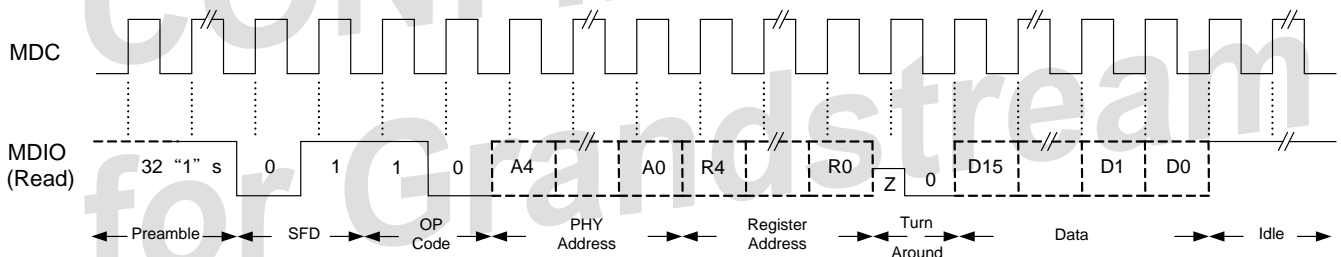 CONFI
for Grandstream
MDC
MDIO
(Read)
32 "1" s 0 1 1 0 A4 A0 R4 R0 Z 0 D15 D1 D0
Preamble SFD OP Code PHY Address Register Address Turn Around Data Idle